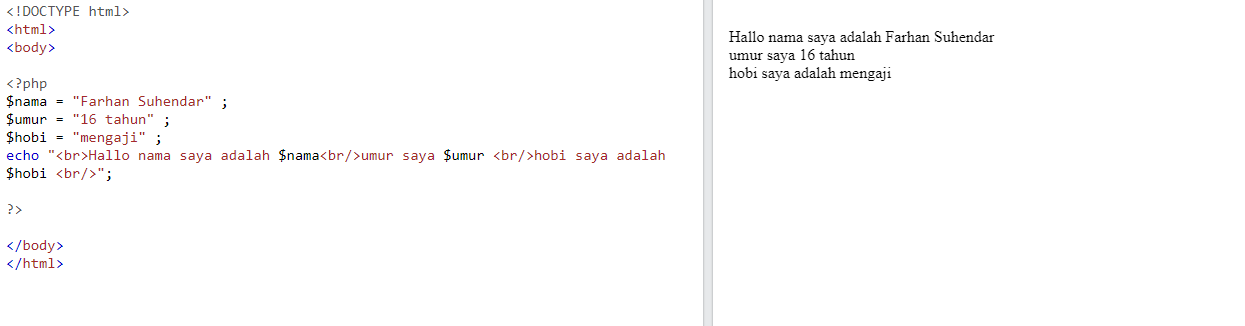 <!DOCTYPE html>
<html>
<body>
<?php
$nama = "Farhan Suhendar" ;
$umur = "16 tahun" ;
$hobi = "mengaji" ;
echo "<br>Hallo nama saya adalah $nama<br/>umur saya $umur <br/>hobi saya adalah
$hobi <br/>";
?>
</body>
</html>
Hallo nama saya adalah Farhan Suhendar
umur saya 16 tahun
hobi saya adalah mengaji